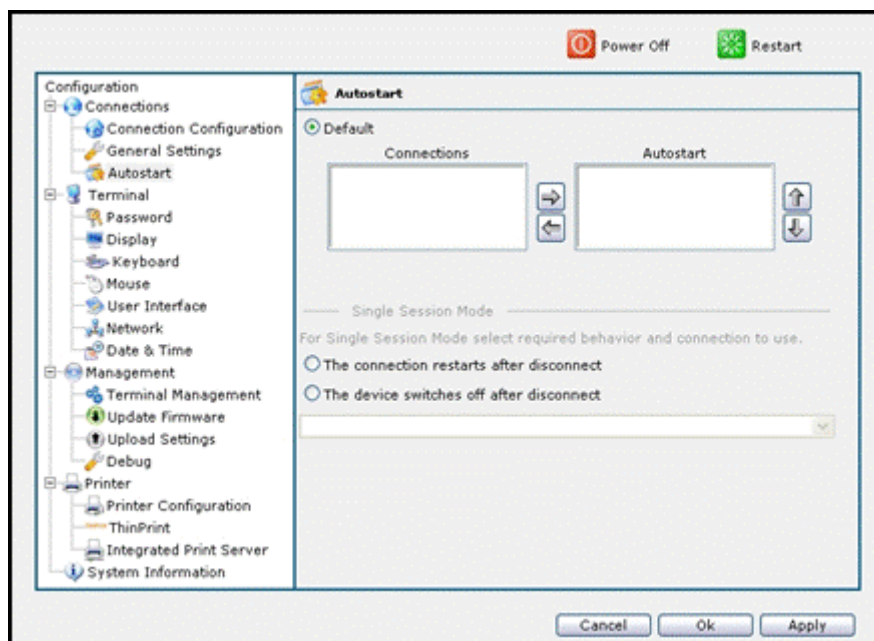 Power Off
Restart
Configuration
Connections
Connection Configuration
General Settings
Autostart
Terminal
Password
Display
Keyboard
Mouse
User Interface
Network
Date & Time
Management
Terminal Management
Update Firmware
Upload Settings
Debug
Printer
Printer Configuration
ThinPrint
Integrated Print Server
System Information
Autostart
Default
Connections
Autostart
Single Session Mode
For Single Session Mode select required behavior and connection to use.
The connection restarts after disconnect
The device switches off after disconnect
Cancel
Ok
Apply